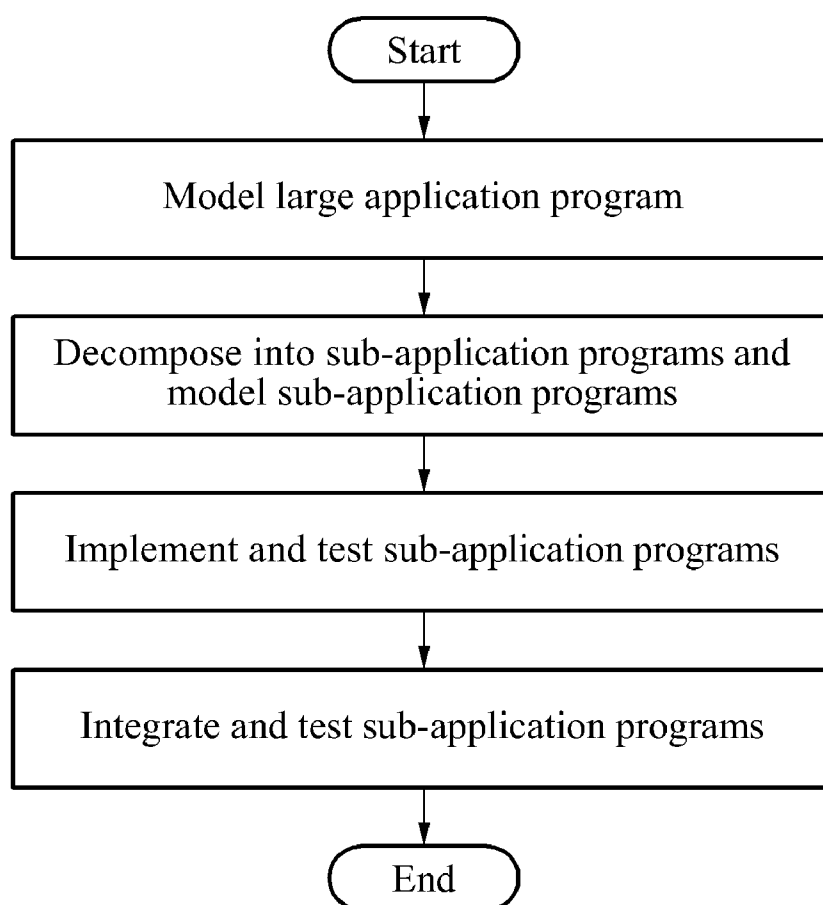 Start
Model large application program
Decompose into sub-application programs and
model sub-application programs
Implement and test sub-application programs
Integrate and test sub-application programs
End